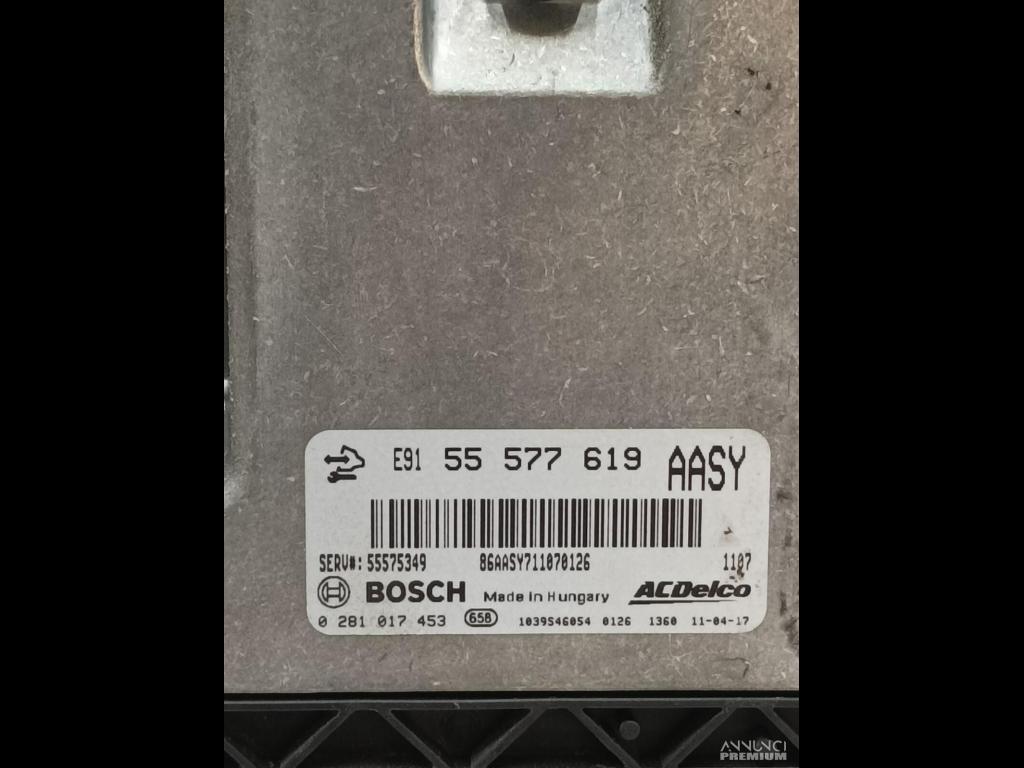 E91 55 577 619 AASY
SERV#: 55575349 86AASY711070126 1107
BOSCH Made in Hungary ACDelco
0 281 017 453 658 1039S46054 0126 1360 11-04-17
ANNUNCI
PREMIUM